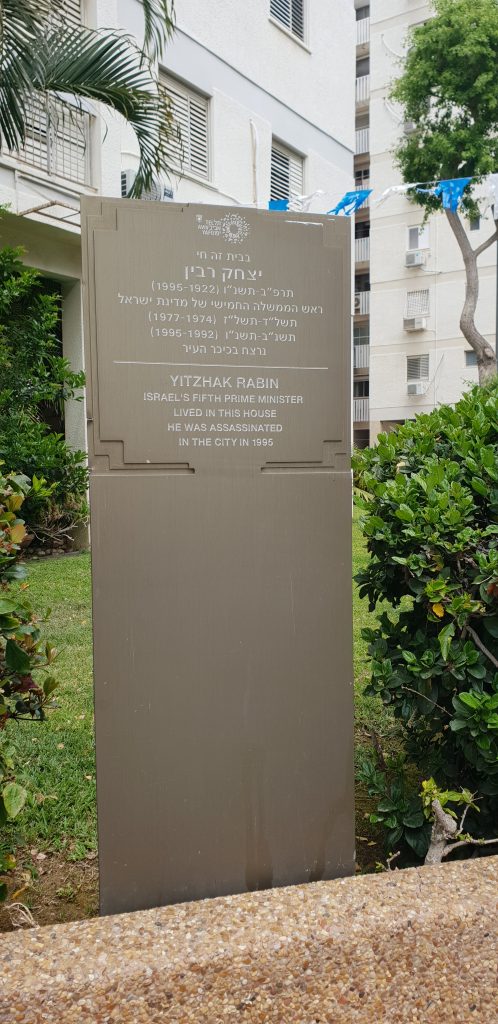 בבית זה חי
יצחק רבין
תרפ"ב-תשנ"ו (1995-1922)
ראש הממשלה החמישי של מדינת ישראל
תשל"ד-תשל"ז (1977-1974)
תשנ"ב-תשנ"ו (1995-1992)
נרצח בכיכר העיר
YITZHAK RABIN
ISRAEL'S FIFTH PRIME MINISTER
LIVED IN THIS HOUSE
HE WAS ASSASSINATED
IN THE CITY IN 1995